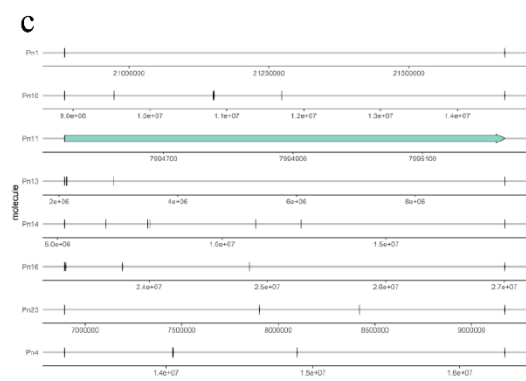 c
Pn1
21000000 21250000 21500000
Pn10
9.0e+06 1.0e+07 1.1e+07 1.2e+07 1.3e+07 1.4e+07
Pn11
7994700 7994900 7995100
Pn13
2e+06 4e+06 6e+06 8e+06
Pn14
5.0e+06 1.0e+07 1.5e+07
Pn16
2.4e+07 2.5e+07 2.6e+07 2.7e+07
Pn23
7000000 7500000 8000000 8500000 9000000
Pn4
1.4e+07 1.5e+07 1.6e+07
molecule